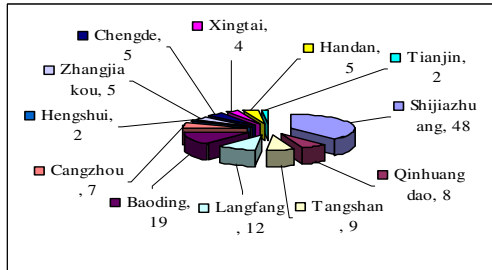 Xingtai,
4
Chengde,
5
Handan,
5
Tianjin,
2
Zhangjia
kou, 5
Shijiazhu
ang, 48
Hengshui,
2
Cangzhou
, 7
Qinhuang
dao, 8
Baoding,
19
Langfang
, 12
Tangshan
, 9